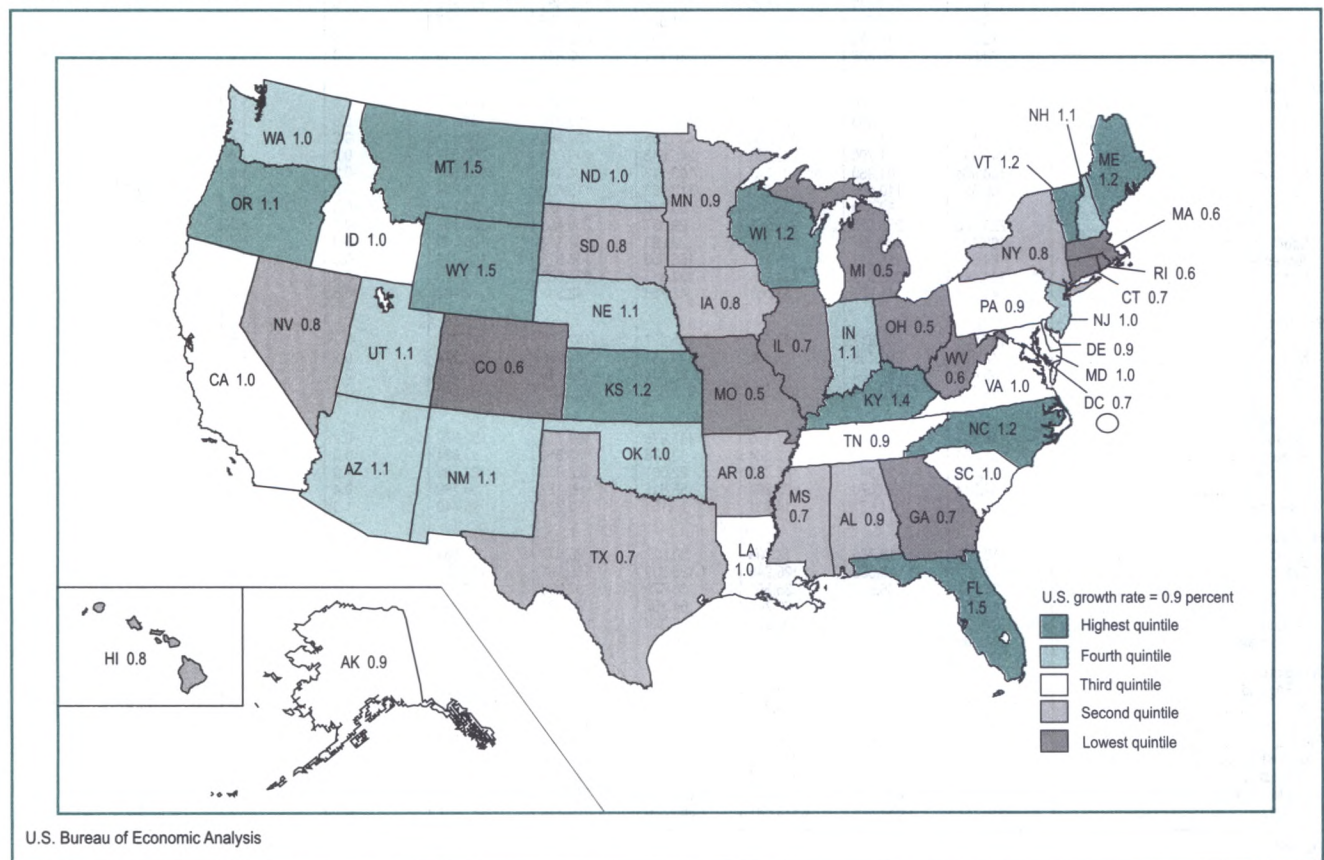 NH 1.1
VT 1.2
ME
1.2
WA 1.0
MT 1.5
ND 1.0
MN 0.9
OR 1.1
ID 1.0
SD 0.8
WI 1.2
MI 0.5
NY 0.8
MA 0.6
RI 0.6
CT 0.7
WY 1.5
IA 0.8
PA 0.9
NJ 1.0
NV 0.8
UT 1.1
NE 1.1
IL 0.7
IN
1.1
OH 0.5
WV
0.6
DE 0.9
MD 1.0
VA 1.0
DC 0.7
CA 1.0
CO 0.6
KS 1.2
MO 0.5
KY 1.4
NC 1.2
AZ 1.1
NM 1.1
OK 1.0
AR 0.8
TN 0.9
SC 1.0
MS
0.7
AL 0.9
GA 0.7
TX 0.7
LA
1.0
FL
1.5
HI 0.8
AK 0.9
U.S. growth rate = 0.9 percent
Highest quintile
Fourth quintile
Third quintile
Second quintile
Lowest quintile
U.S. Bureau of Economic Analysis